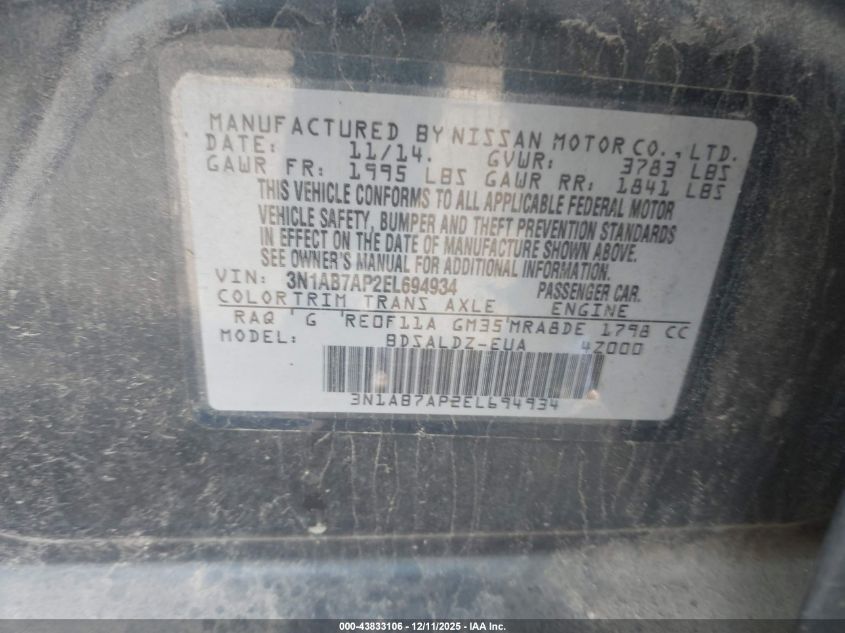 MANUFACTURED BY NISSAN MOTOR CO., LTD.
DATE: 11/14. GVWR: 3783 LBS
GAWR FR: 1995 LBS GAWR RR: 1841 LBS
THIS VEHICLE CONFORMS TO ALL APPLICABLE FEDERAL MOTOR
VEHICLE SAFETY, BUMPER AND THEFT PREVENTION STANDARDS
IN EFFECT ON THE DATE OF MANUFACTURE SHOWN ABOVE.
SEE OWNER'S MANUAL FOR ADDITIONAL INFORMATION.
VIN: 3N1AB7AP2EL694934 PASSENGER CAR.
COLOR TRIM TRANS AXLE ENGINE
RAQ G RE0F11A GM35 MRA8DE 1798 CC
MODEL: BDSALDZ-EUA 4Z000
3N1AB7AP2EL694934
000-43833106 - 12/11/2025 - IAA Inc.